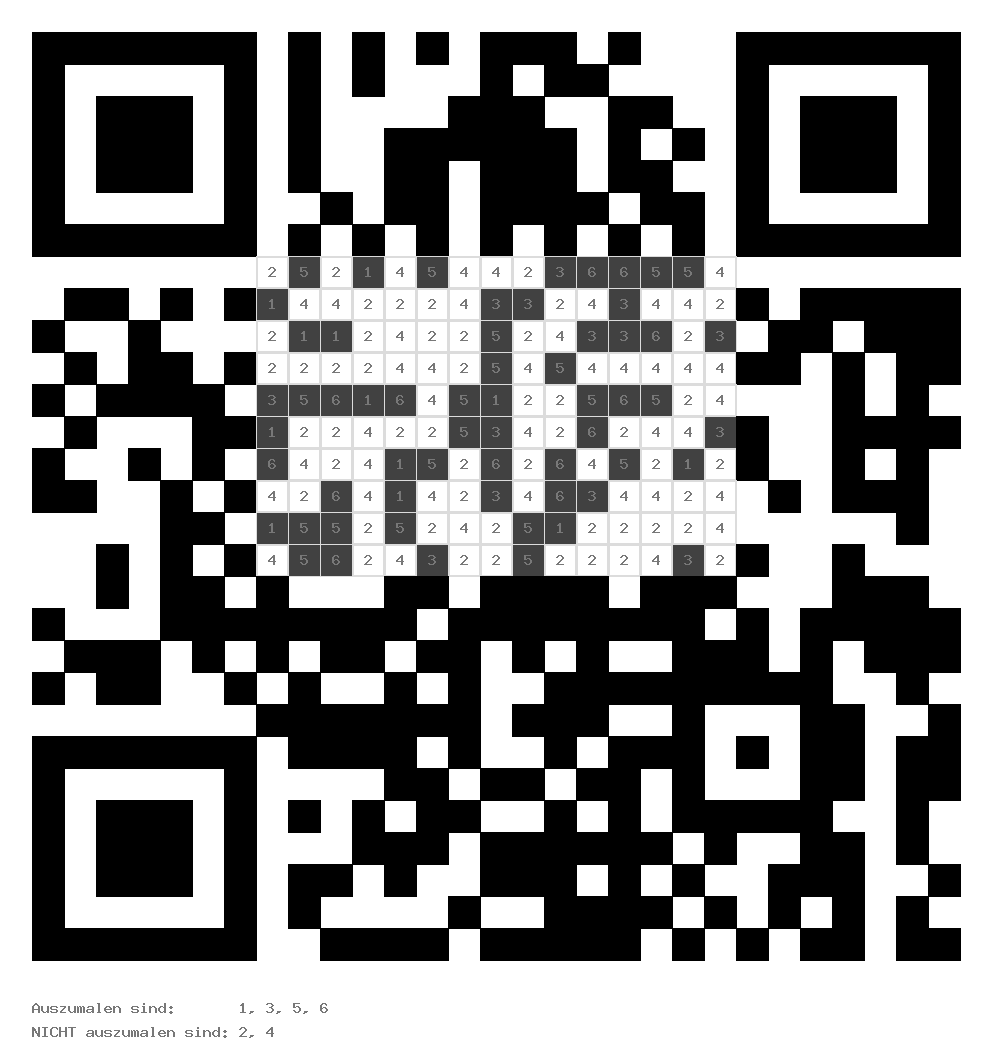 2 5 2 1 4 5 4 4 2 3 6 6 5 5 4
1 4 4 2 2 2 4 3 3 2 4 3 4 4 2
2 1 1 2 4 2 2 5 2 4 3 3 6 2 3
2 2 2 2 4 4 2 5 4 5 4 4 4 4 4
3 5 6 1 6 4 5 1 2 2 5 6 5 2 4
1 2 2 4 2 2 5 3 4 2 6 2 4 4 3
6 4 2 4 1 5 2 6 2 6 4 5 2 1 2
4 2 6 4 1 4 2 3 4 6 3 4 4 2 4
1 5 5 2 5 2 4 2 5 1 2 2 2 2 4
4 5 6 2 4 3 2 2 5 2 2 2 4 3 2
Auszumalen sind: 1, 3, 5, 6
NICHT auszumalen sind: 2, 4